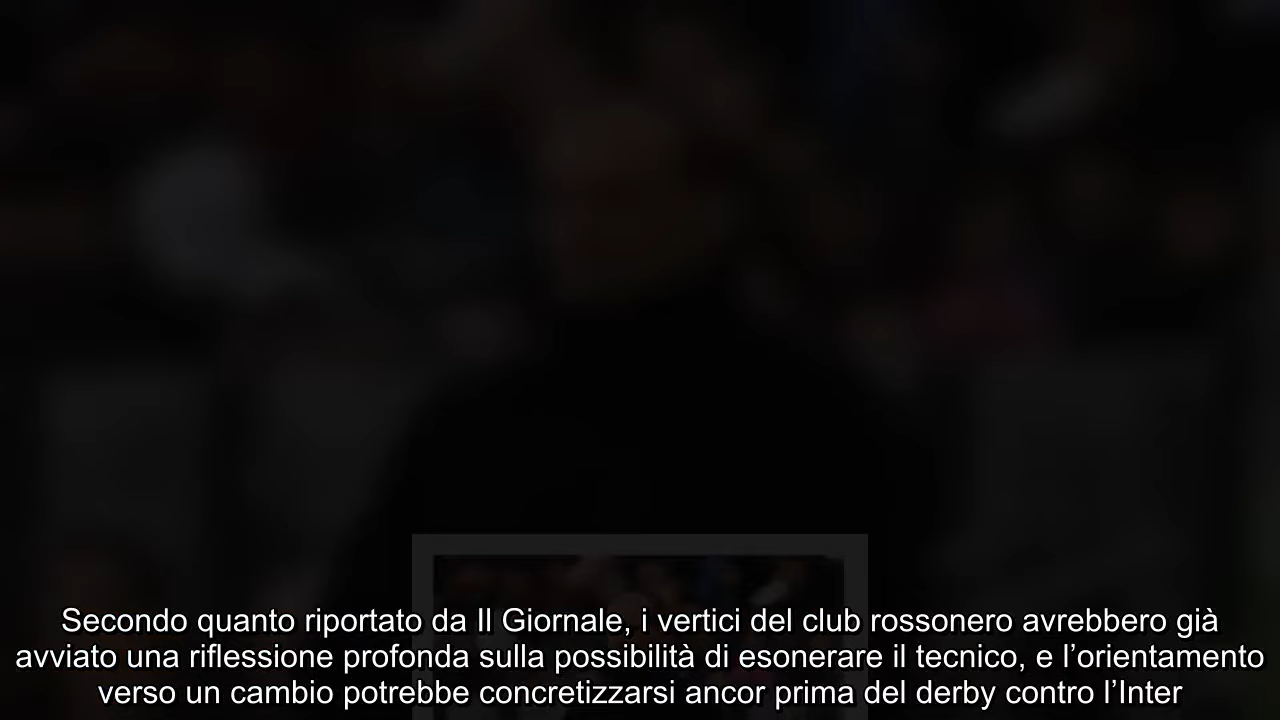 Secondo quanto riportato da Il Giornale, i vertici del club rossonero avrebbero già
avviato una riflessione profonda sulla possibilità di esonerare il tecnico, e l’orientamento
verso un cambio potrebbe concretizzarsi ancor prima del derby contro l’Inter